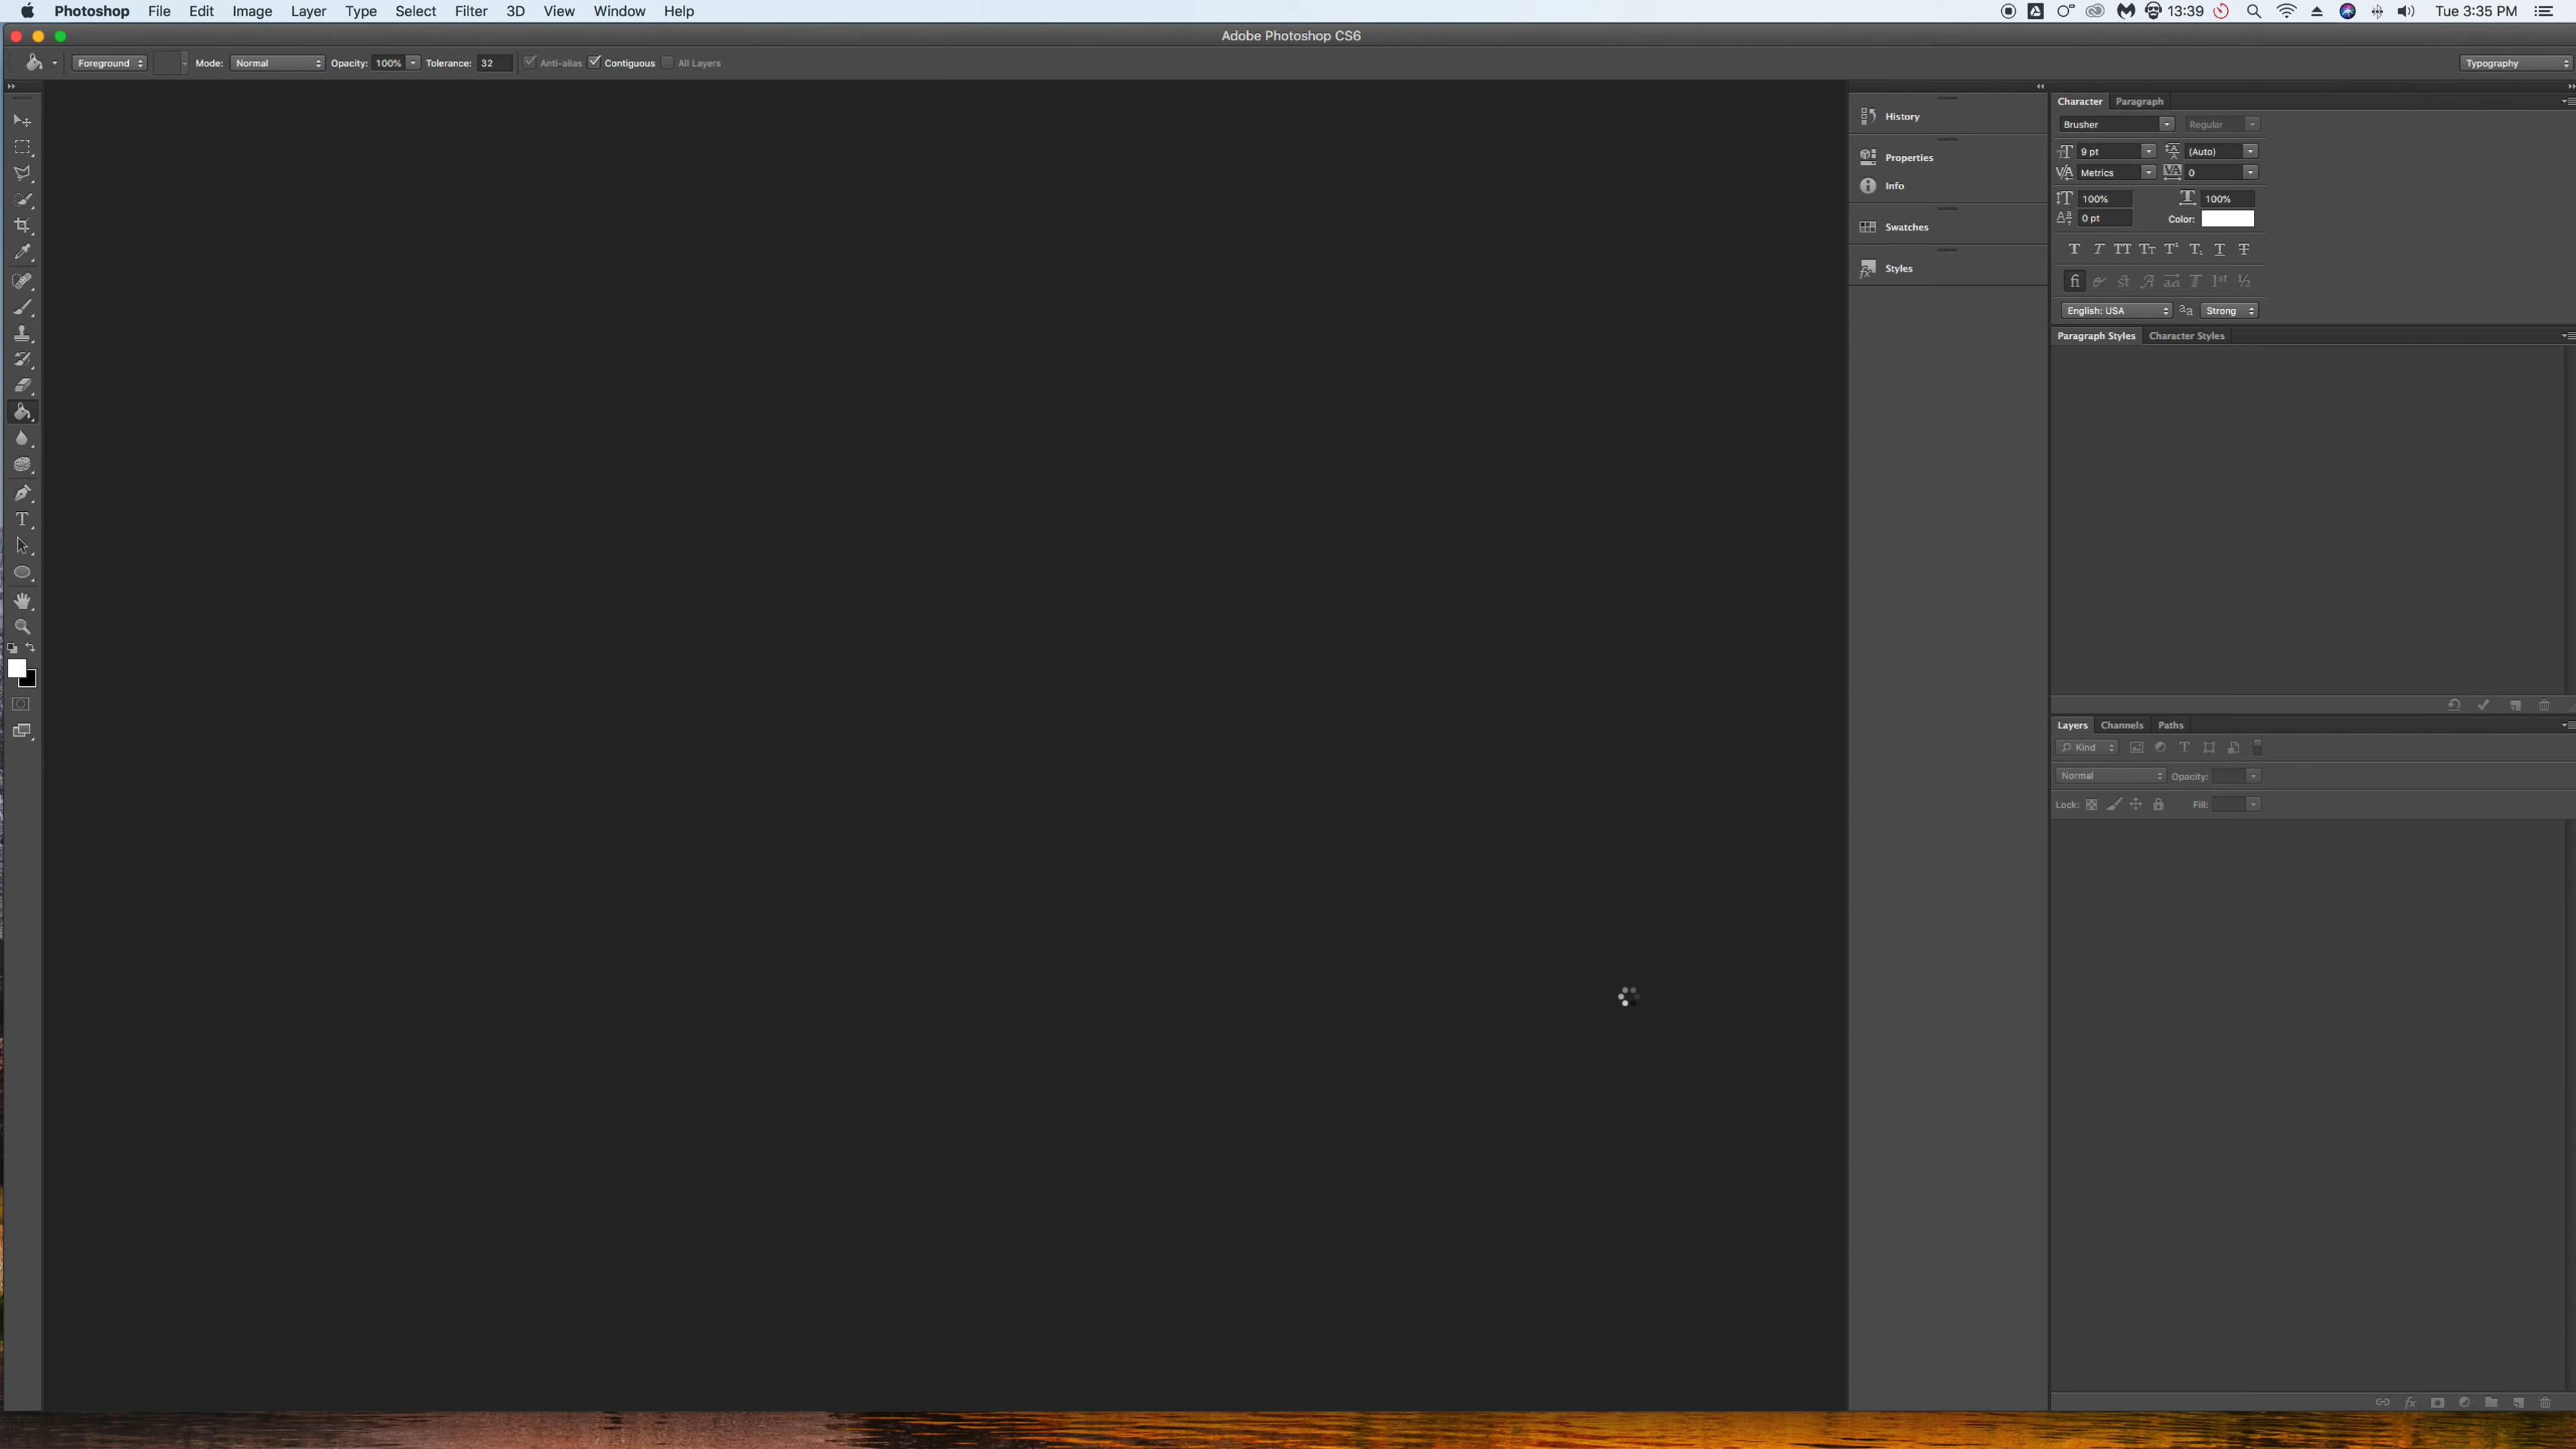 Photoshop File Edit Image Layer Type Select Filter 3D View Window Help 13:39 Tue 3:35 PM
Adobe Photoshop CS6
Foreground Mode: Normal Opacity: 100% Tolerance: 32 Anti-alias Contiguous All Layers Typography
History
Properties
Info
Swatches
Styles
Character Paragraph
Brusher Regular
9 pt (Auto)
Metrics 0
100% 100%
0 pt Color:
English: USA Strong
Paragraph Styles Character Styles
Layers Channels Paths
Kind
Normal Opacity:
Lock: Fill: